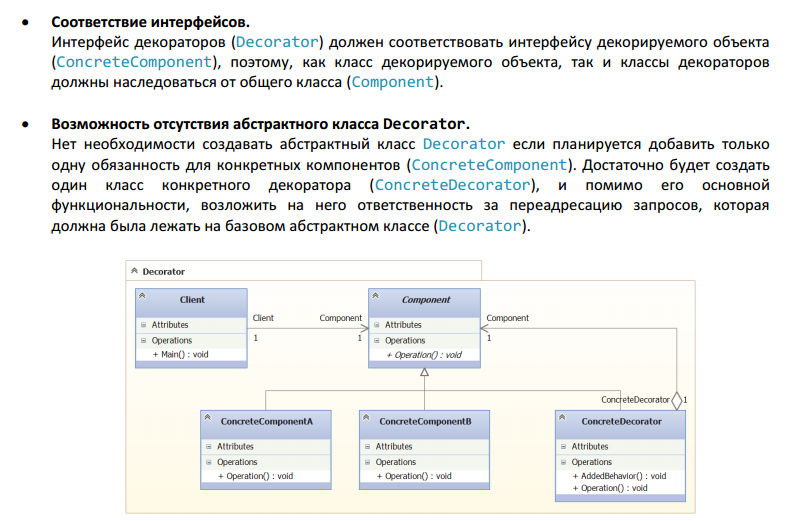 • Соответствие интерфейсов.
Интерфейс декораторов (Decorator) должен соответствовать интерфейсу декорируемого объекта
(ConcreteComponent), поэтому, как класс декорируемого объекта, так и классы декораторов
должны наследоваться от общего класса (Component).
• Возможность отсутствия абстрактного класса Decorator.
Нет необходимости создавать абстрактный класс Decorator если планируется добавить только
одну обязанность для конкретных компонентов (ConcreteComponent). Достаточно будет создать
один класс конкретного декоратора (ConcreteDecorator), и помимо его основной
функциональности, возложить на него ответственность за переадресацию запросов, которая
должна была лежать на базовом абстрактном классе (Decorator).
Decorator
Client
Attributes
Operations
+ Main() : void
Client
1
Component
1
Component
Attributes
Operations
+ Operation() : void
Component
1
ConcreteDecorator
1
ConcreteComponentA
Attributes
Operations
+ Operation() : void
ConcreteComponentB
Attributes
Operations
+ Operation() : void
ConcreteDecorator
Attributes
Operations
+ AddedBehavior() : void
+ Operation() : void